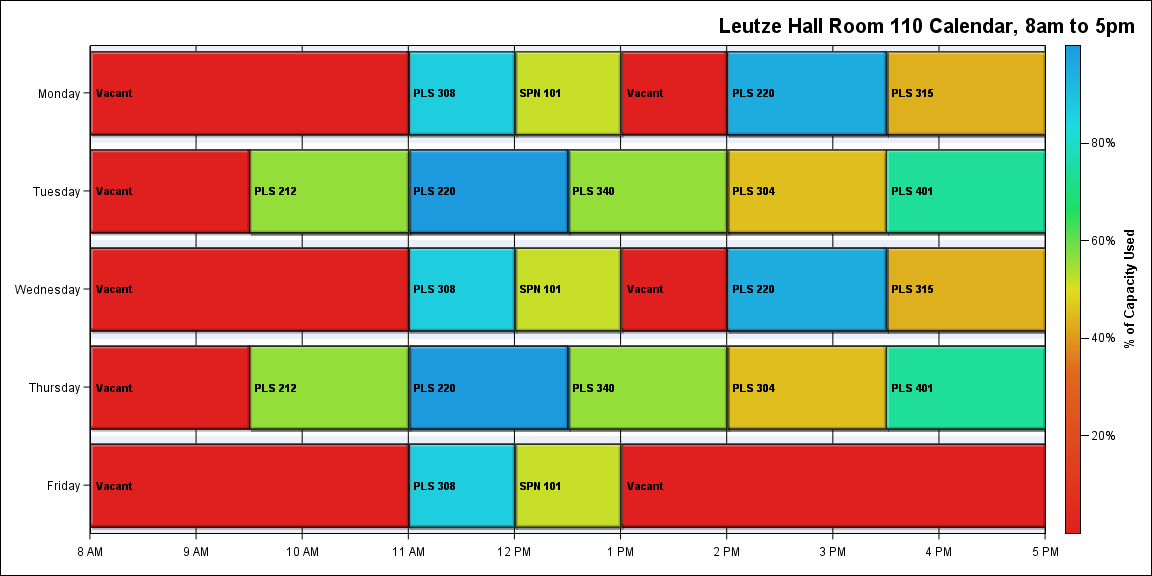 Leutze Hall Room 110 Calendar, 8am to 5pm
Monday
Vacant
PLS 308
SPN 101
Vacant
PLS 220
PLS 315
Tuesday
Vacant
PLS 212
PLS 220
PLS 340
PLS 304
PLS 401
Wednesday
Vacant
PLS 308
SPN 101
Vacant
PLS 220
PLS 315
Thursday
Vacant
PLS 212
PLS 220
PLS 340
PLS 304
PLS 401
Friday
Vacant
PLS 308
SPN 101
Vacant
8 AM
9 AM
10 AM
11 AM
12 PM
1 PM
2 PM
3 PM
4 PM
5 PM
80%
60%
40%
20%
% of Capacity Used